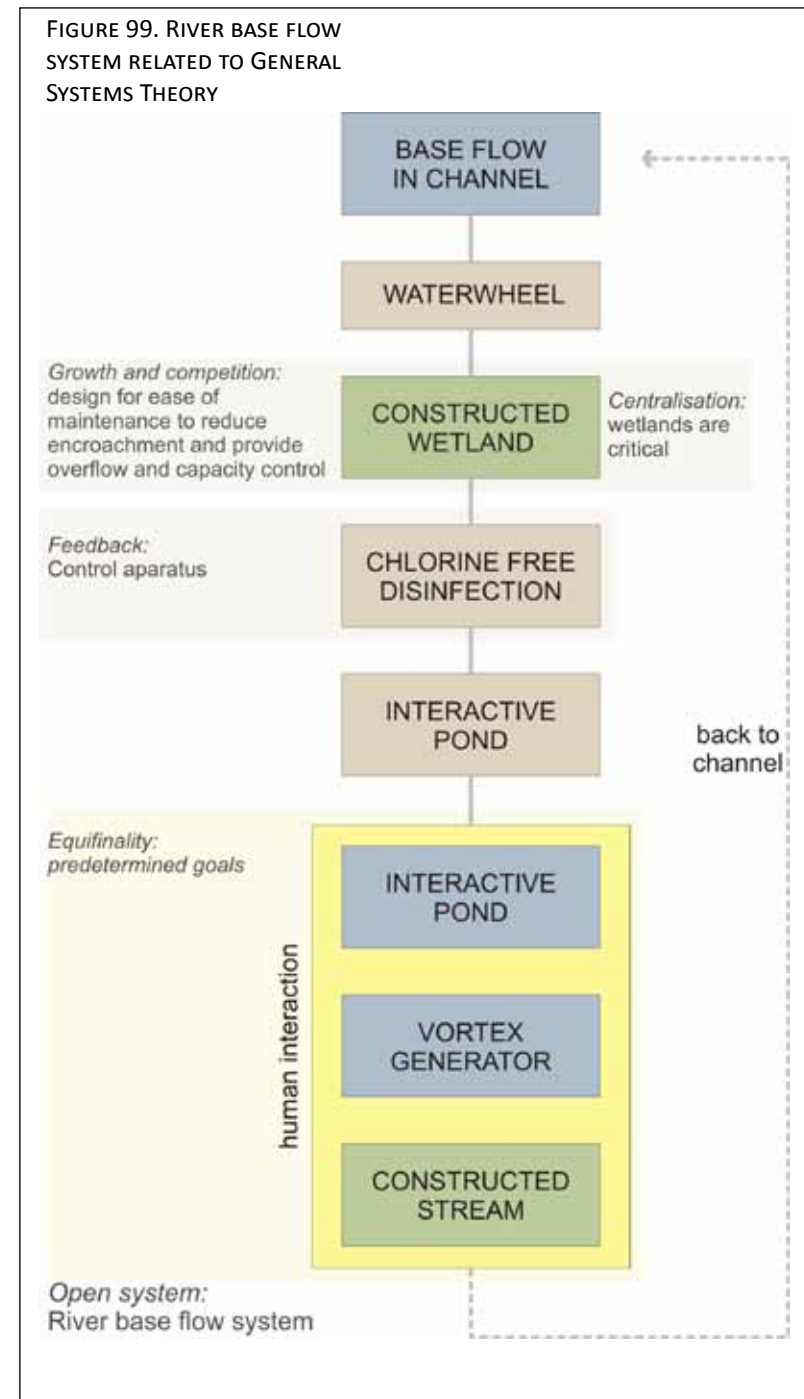 FIGURE 99. RIVER BASE FLOW
SYSTEM RELATED TO GENERAL
SYSTEMS THEORY
BASE FLOW
IN CHANNEL
WATERWHEEL
Growth and competition:
design for ease of
maintenance to reduce
encroachment and provide
overflow and capacity control
CONSTRUCTED
WETLAND
Centralisation:
wetlands are
critical
Feedback:
Control aparatus
CHLORINE FREE
DISINFECTION
INTERACTIVE
POND
back to
channel
Equifinality:
predetermined goals
human interaction
INTERACTIVE
POND
VORTEX
GENERATOR
CONSTRUCTED
STREAM
Open system:
River base flow system